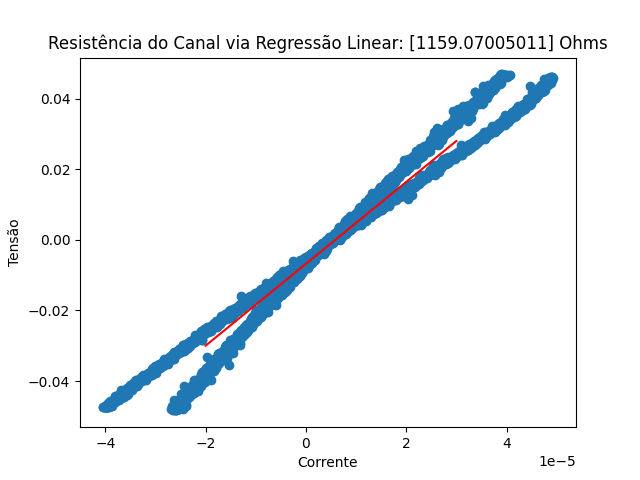 Resistência do Canal via Regressão Linear: [1159.07005011] Ohms
0.04
0.02
0.00
−0.02
−0.04
Tensão
−4
−2
0
2
4
1e−5
Corrente